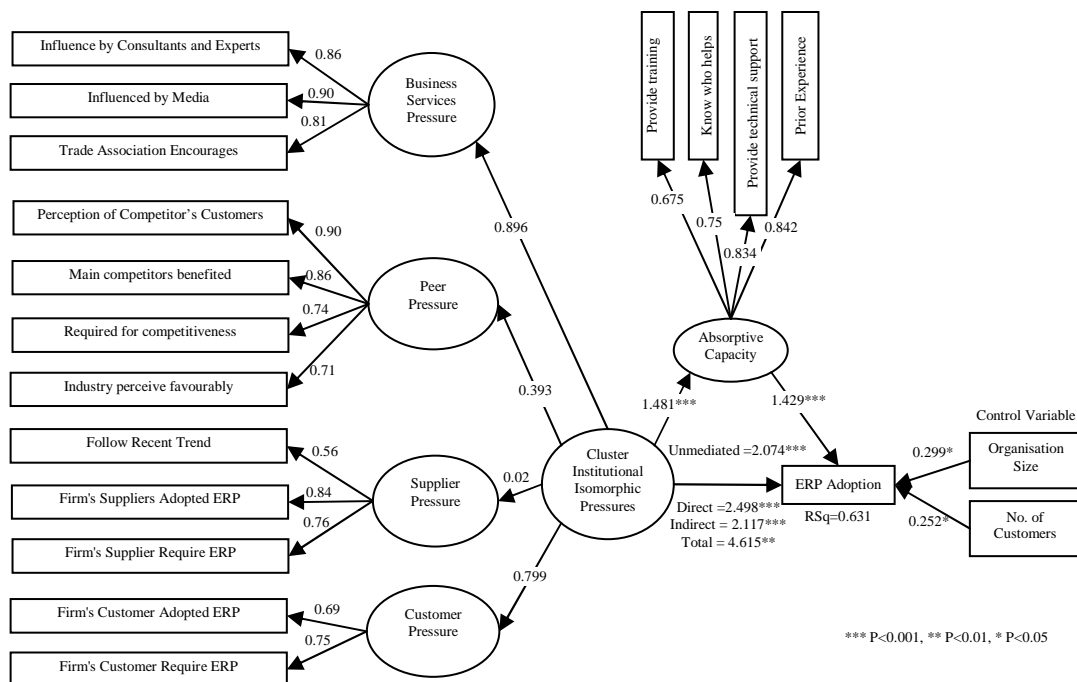 Influence by Consultants and Experts
Influenced by Media
Trade Association Encourages
0.86
0.90
0.81
Business
Services
Pressure
Perception of Competitor's Customers
Main competitors benefited
Required for competitiveness
Industry perceive favourably
0.90
0.86
0.74
0.71
Peer
Pressure
Follow Recent Trend
Firm's Suppliers Adopted ERP
Firm's Supplier Require ERP
0.56
0.84
0.76
Supplier
Pressure
Firm's Customer Adopted ERP
Firm's Customer Require ERP
0.69
0.75
Customer
Pressure
0.896
0.393
0.02
0.799
Cluster
Institutional
Isomorphic
Pressures
Provide training
Know who helps
Provide technical support
Prior Experience
0.675
0.75
0.834
0.842
Absorptive
Capacity
1.481***
1.429***
Unmediated =2.074***
Direct =2.498***
Indirect = 2.117***
Total = 4.615**
ERP Adoption
RSq=0.631
Control Variable
Organisation
Size
No. of
Customers
0.299*
0.252*
*** P<0.001, ** P<0.01, * P<0.05